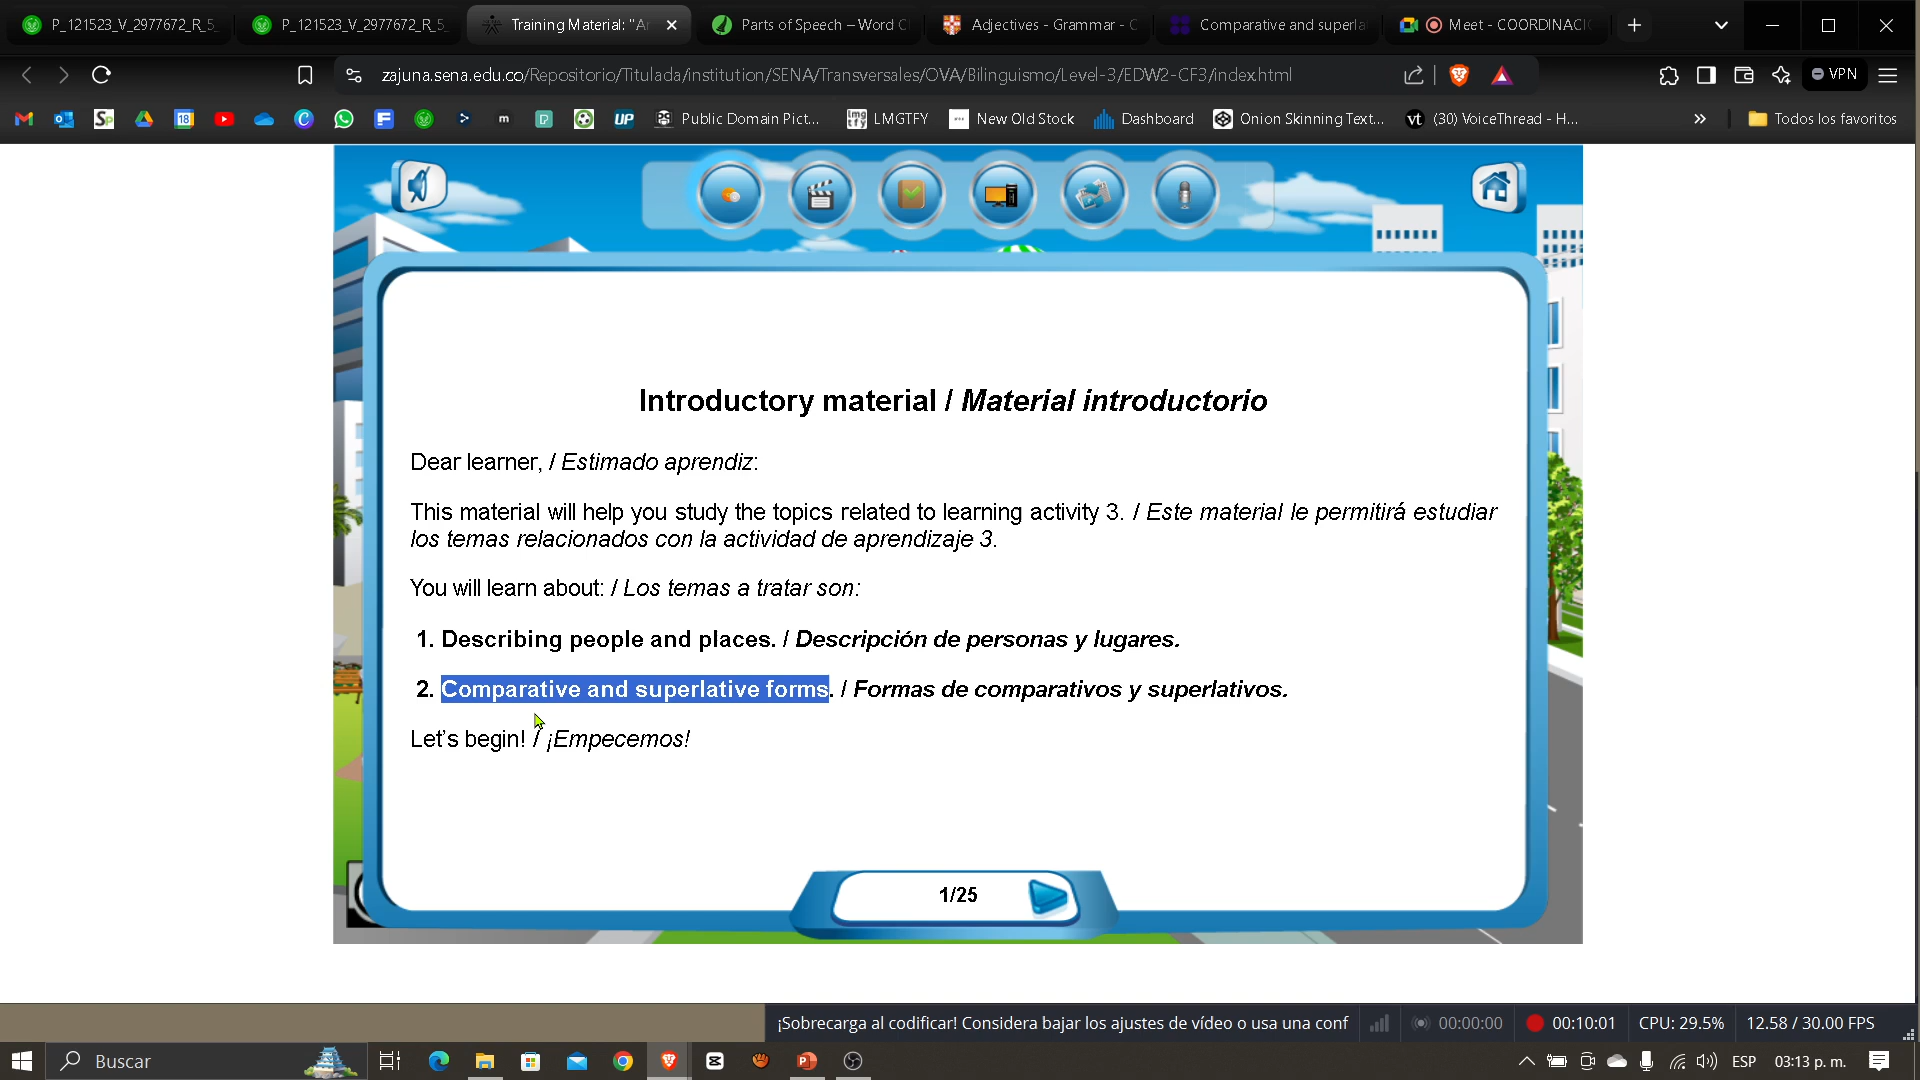 P_121523_V_2977672_R_5
P_121523_V_2977672_R_5
Training Material: "Ar
Parts of Speech – Word Cl
Adjectives - Grammar - C
Comparative and superla
Meet - COORDINACI
zajuna.sena.edu.co/Repositorio/Titulada/institution/SENA/Transversales/OVA/Bilinguismo/Level-3/EDW2-CF3/index.html
VPN
Public Domain Pict...
LMGTFY
New Old Stock
Dashboard
Onion Skinning Text...
(30) VoiceThread - H...
»
Todos los favoritos
Introductory material / Material introductorio
Dear learner, / Estimado aprendiz:
This material will help you study the topics related to learning activity 3. / Este material le permitirá estudiar
los temas relacionados con la actividad de aprendizaje 3.
You will learn about: / Los temas a tratar son:
1. Describing people and places. / Descripción de personas y lugares.
2. Comparative and superlative forms. / Formas de comparativos y superlativos.
Let's begin! / ¡Empecemos!
1/25
¡Sobrecarga al codificar! Considera bajar los ajustes de vídeo o usa una conf
00:00:00
00:10:01
CPU: 29.5%
12.58 / 30.00 FPS
Buscar
ESP
03:13 p. m.